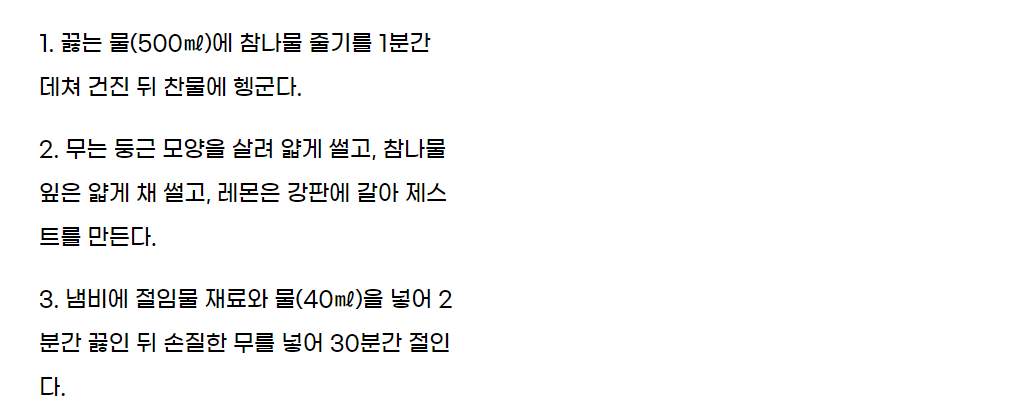 1. 끓는 물(500㎖)에 참나물 줄기를 1분간
데쳐 건진 뒤 찬물에 헹군다.
2. 무는 둥근 모양을 살려 얇게 썰고, 참나물
잎은 얇게 채 썰고, 레몬은 강판에 갈아 제스
트를 만든다.
3. 냄비에 절임물 재료와 물(40㎖)을 넣어 2
분간 끓인 뒤 손질한 무를 넣어 30분간 절인
다.